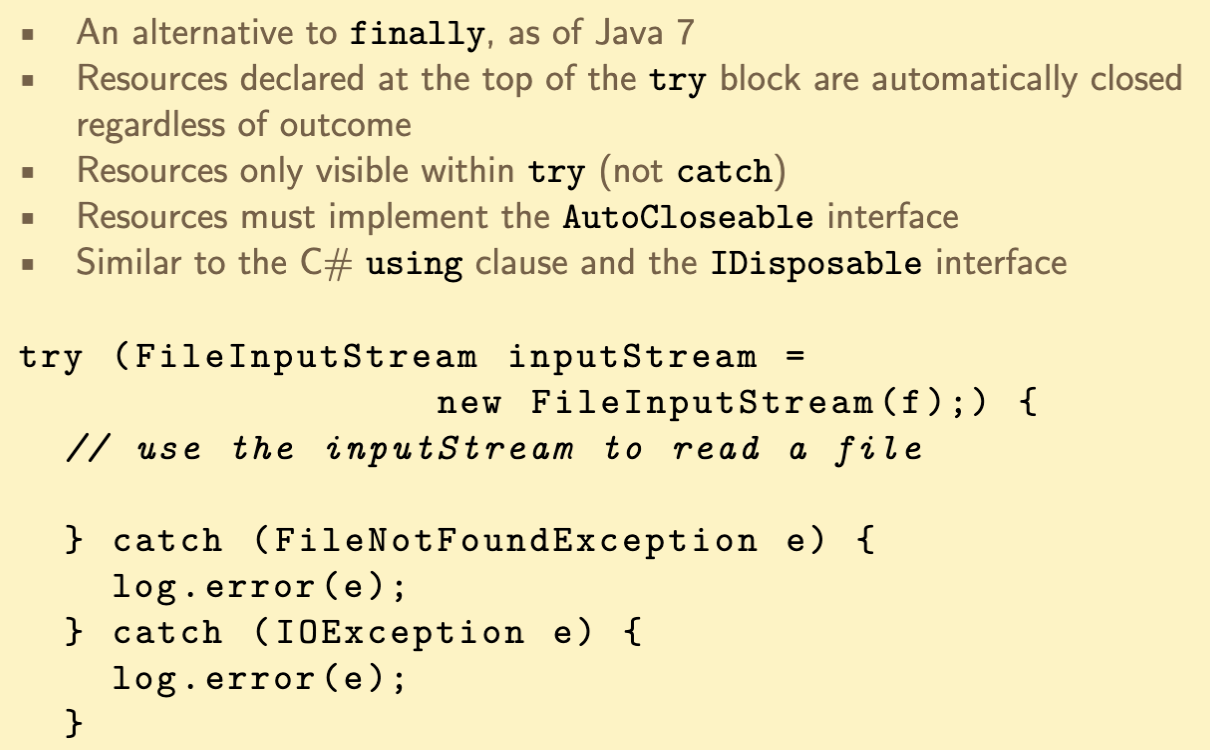 ▪ An alternative to finally, as of Java 7
▪ Resources declared at the top of the try block are automatically closed
regardless of outcome
▪ Resources only visible within try (not catch)
▪ Resources must implement the AutoCloseable interface
▪ Similar to the C# using clause and the IDisposable interface
try (FileInputStream inputStream =
new FileInputStream(f);) {
// use the inputStream to read a file
} catch (FileNotFoundException e) {
log.error(e);
} catch (IOException e) {
log.error(e);
}